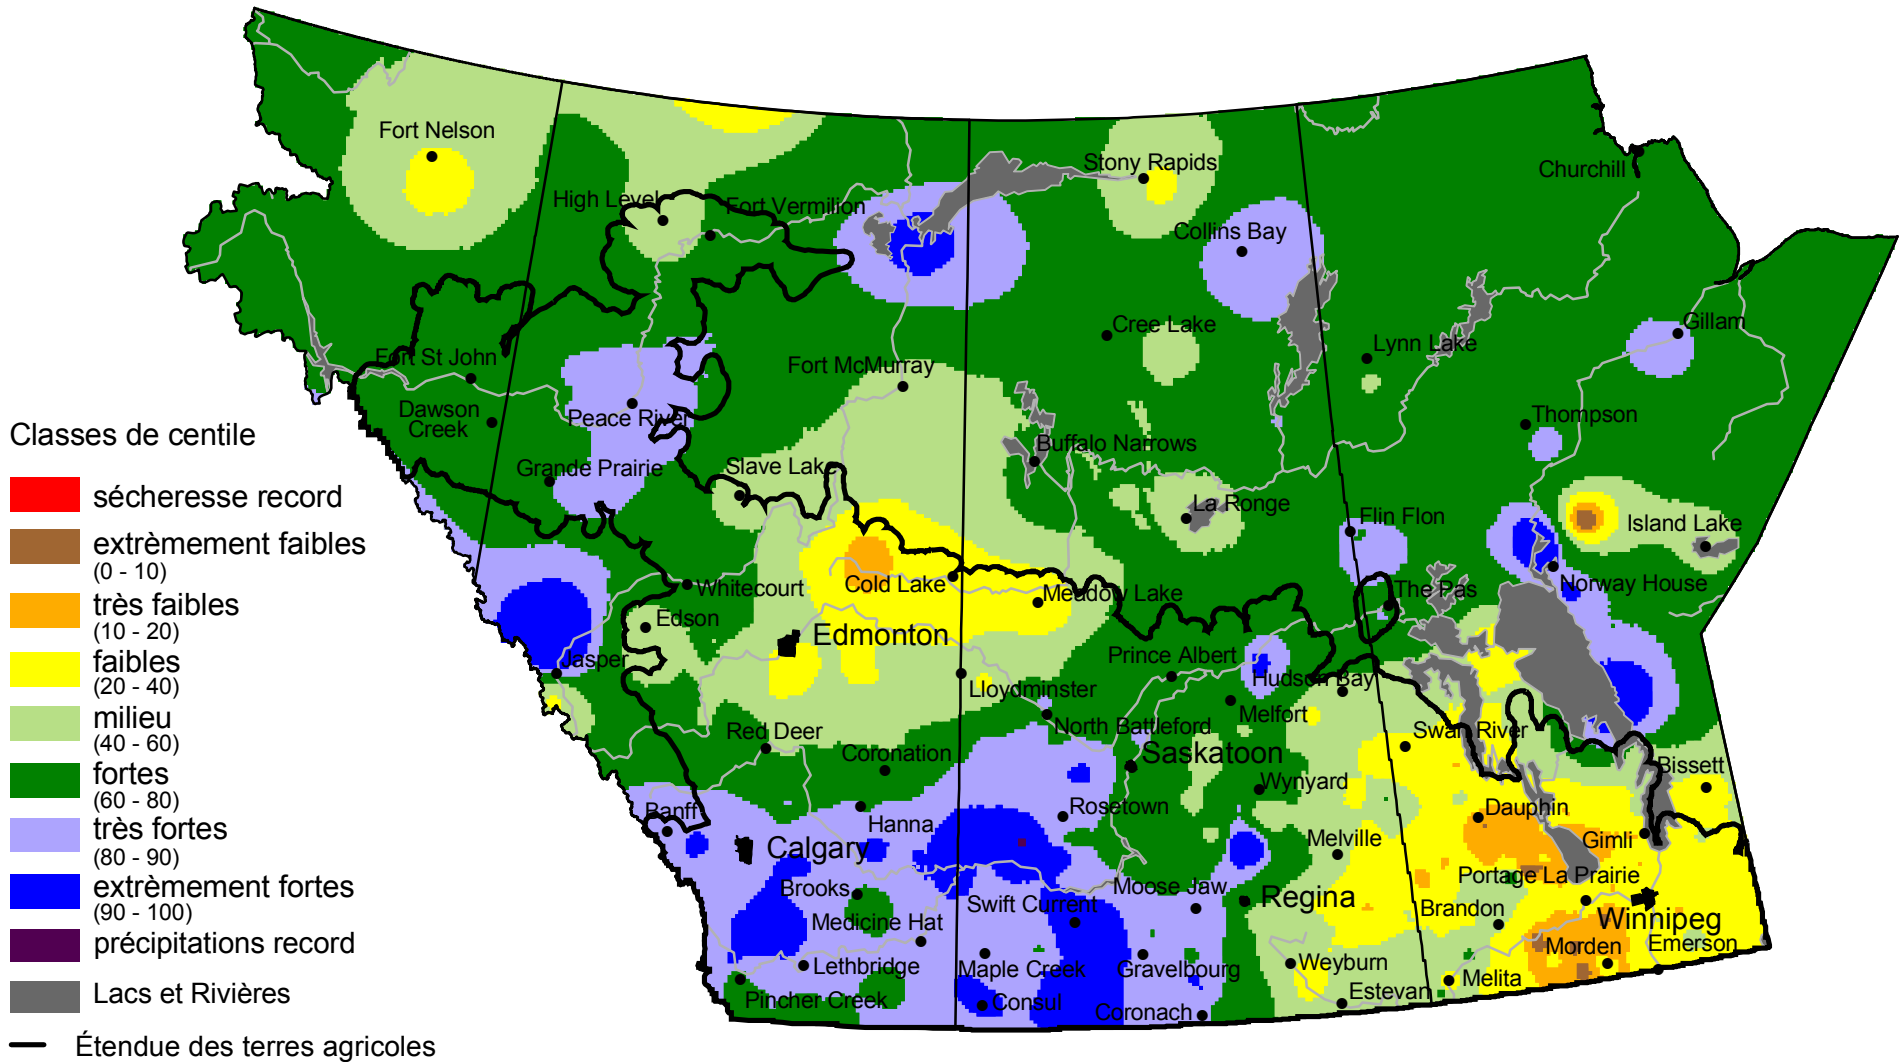 Classes de centile
sécheresse record
extrèmement faibles
(0 - 10)
très faibles
(10 - 20)
faibles
(20 - 40)
milieu
(40 - 60)
fortes
(60 - 80)
très fortes
(80 - 90)
extrèmement fortes
(90 - 100)
précipitations record
Lacs et Rivières
Étendue des terres agricoles
Fort Nelson
High Level
Fort Vermilion
Stony Rapids
Collins Bay
Churchill
Gillam
Cree Lake
Lynn Lake
Fort St John
Fort McMurray
Dawson
Creek
Peace River
Thompson
Buffalo Narrows
Grande Prairie
Slave Lake
La Ronge
Flin Flon
Island Lake
Whitecourt
Cold Lake
Meadow Lake
The Pas
Norway House
Edson
Edmonton
Jasper
Prince Albert
Hudson Bay
Lloydminster
Melfort
North Battleford
Red Deer
Coronation
Saskatoon
Swan River
Bissett
Wynyard
Banff
Hanna
Rosetown
Dauphin
Gimli
Calgary
Melville
Brooks
Moose Jaw
Portage La Prairie
Medicine Hat
Swift Current
Regina
Brandon
Winnipeg
Morden
Emerson
Lethbridge
Maple Creek
Gravelbourg
Weyburn
Melita
Pincher Creek
Consul
Coronach
Estevan